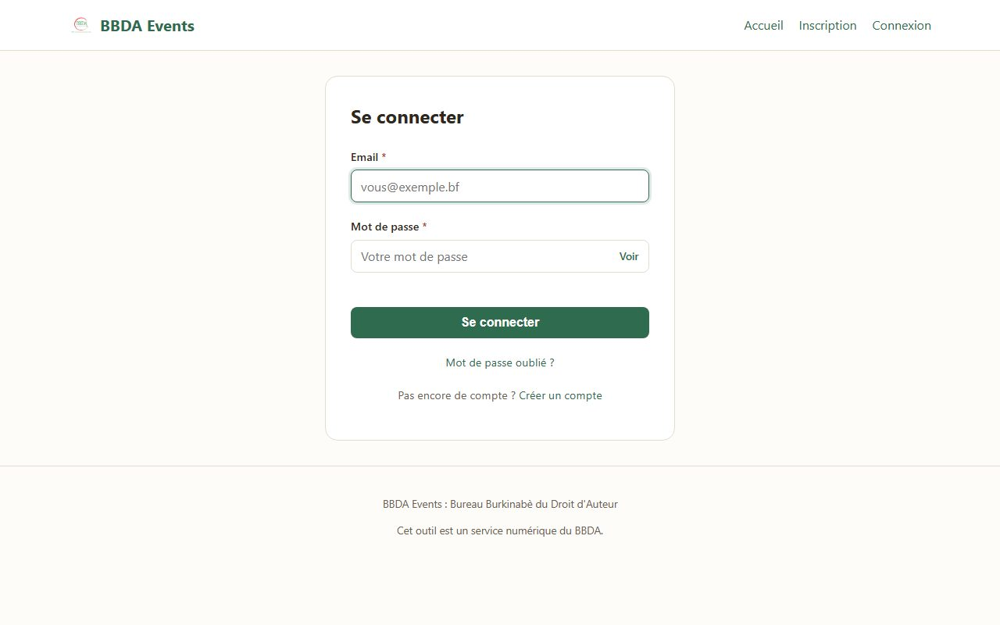 BBDA Events
Accueil Inscription Connexion
Se connecter
Email *
vous@exemple.bf
Mot de passe *
Votre mot de passe Voir
Se connecter
Mot de passe oublié ?
Pas encore de compte ? Créer un compte
BBDA Events : Bureau Burkinabè du Droit d'Auteur
Cet outil est un service numérique du BBDA.